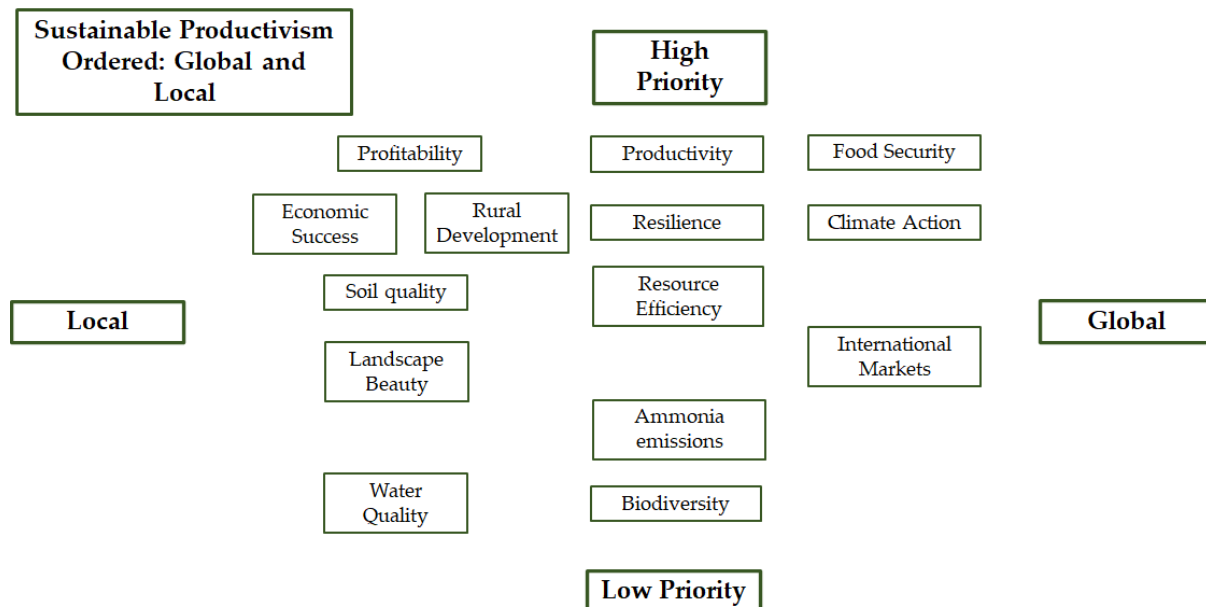 Sustainable Productivism
Ordered: Global and
Local
High
Priority
Profitability
Productivity
Food Security
Economic
Success
Rural
Development
Resilience
Climate Action
Soil quality
Resource
Efficiency
Local
Global
Landscape
Beauty
International
Markets
Ammonia
emissions
Water
Quality
Biodiversity
Low Priority